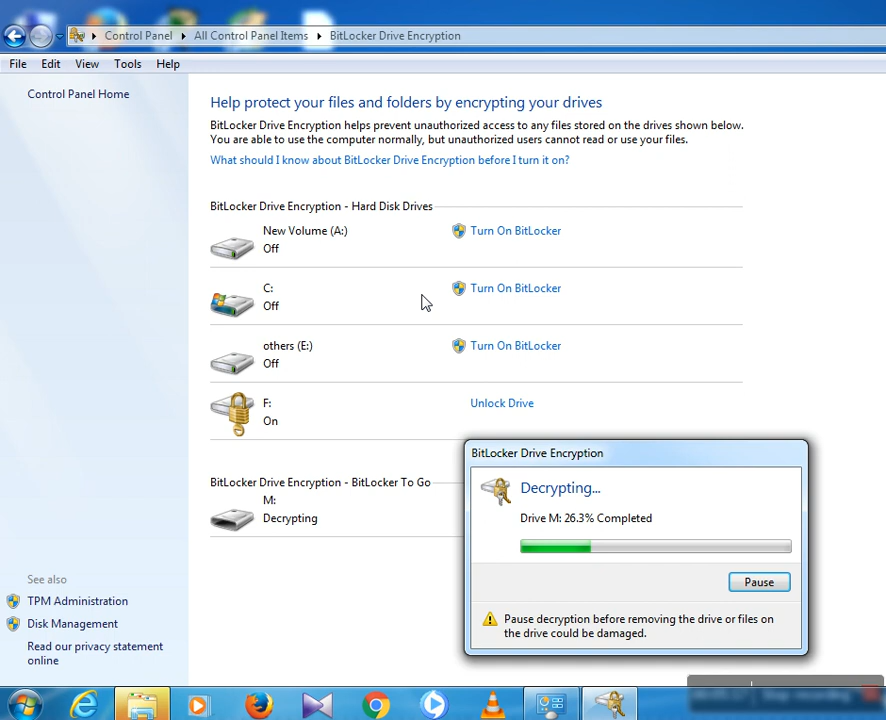 Control Panel
All Control Panel Items
BitLocker Drive Encryption
File Edit View Tools Help
Control Panel Home
Help protect your files and folders by encrypting your drives
BitLocker Drive Encryption helps prevent unauthorized access to any files stored on the drives shown below.
You are able to use the computer normally, but unauthorized users cannot read or use your files.
What should I know about BitLocker Drive Encryption before I turn it on?
BitLocker Drive Encryption - Hard Disk Drives
New Volume (A:)
Off
Turn On BitLocker
C:
Off
Turn On BitLocker
others (E:)
Off
Turn On BitLocker
F:
On
Unlock Drive
BitLocker Drive Encryption - BitLocker To Go
M:
Decrypting
BitLocker Drive Encryption
Decrypting...
Drive M: 26.3% Completed
Pause
Pause decryption before removing the drive or files on
the drive could be damaged.
See also
TPM Administration
Disk Management
Read our privacy statement
online